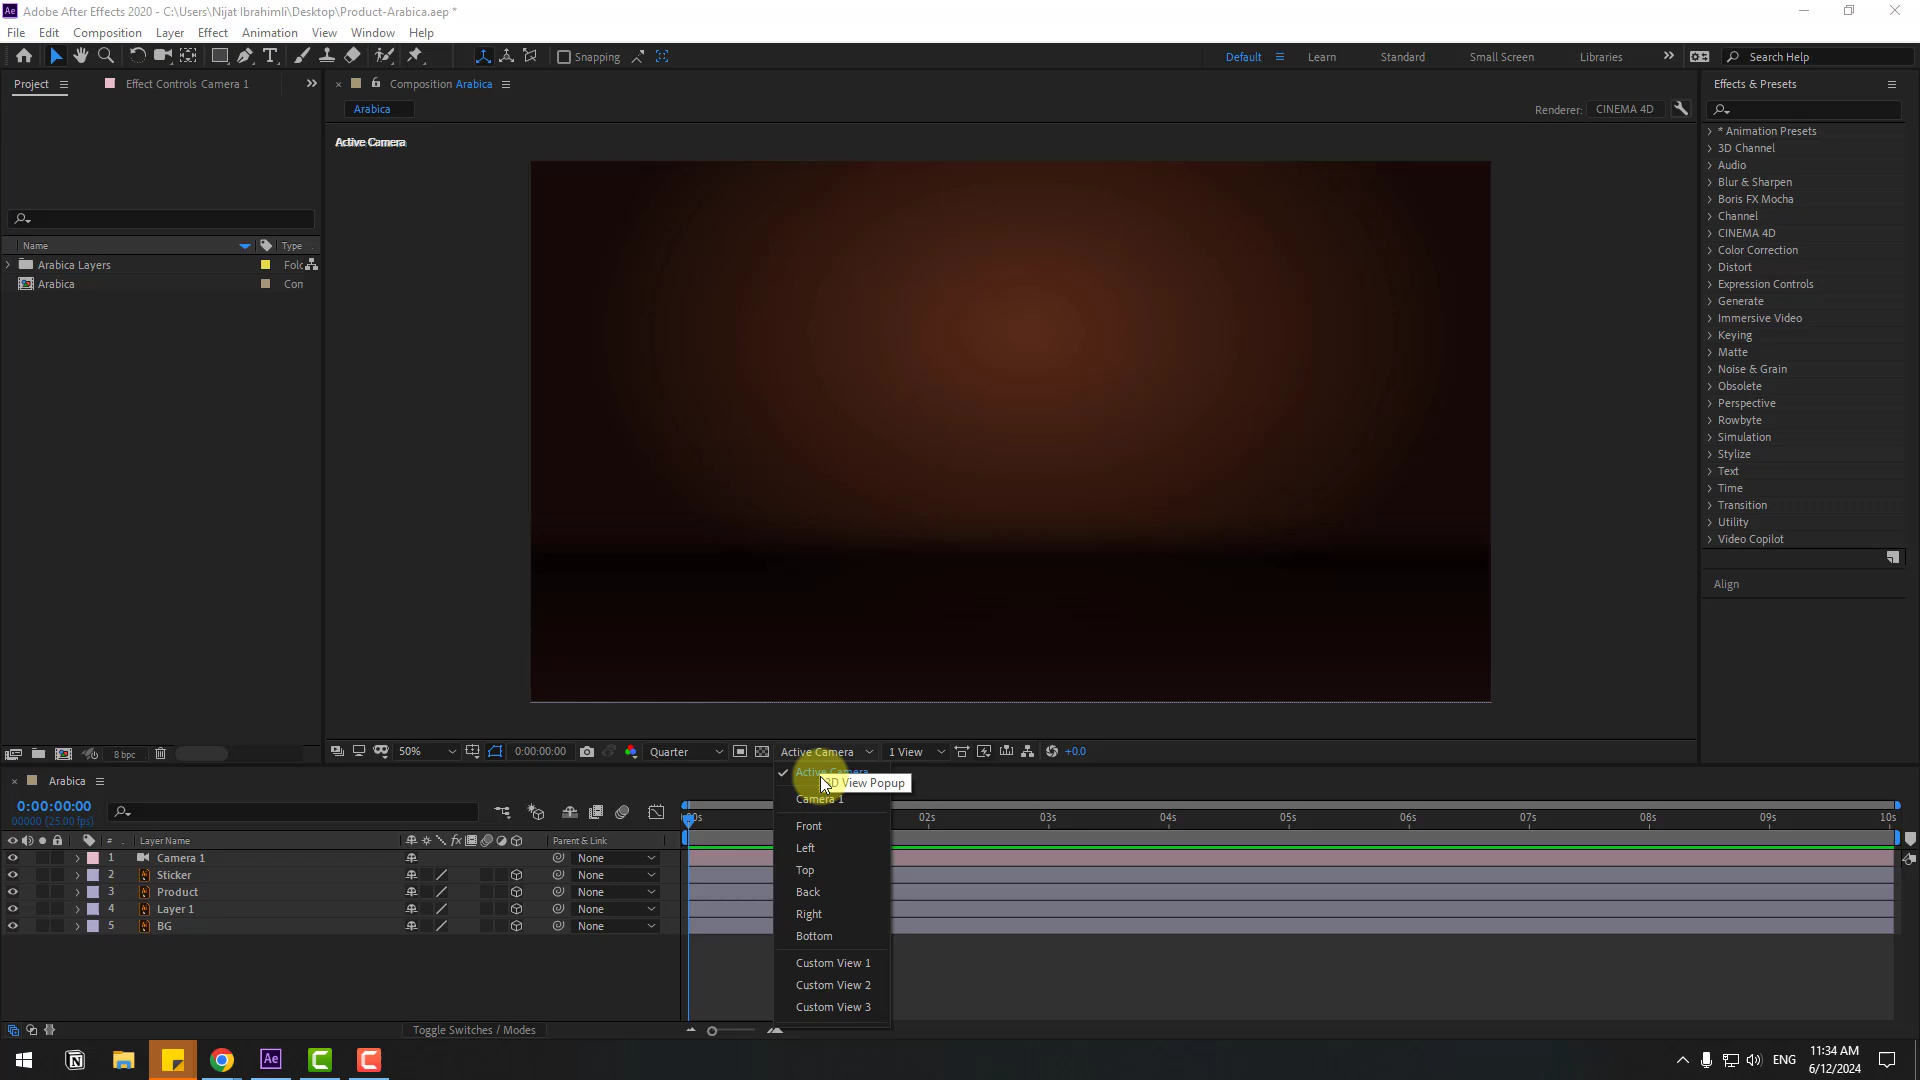 Adobe After Effects 2020 - C:\Users\Nijat Ibrahimli\Desktop\Product-Arabica.aep *
File Edit Composition Layer Effect Animation View Window Help
Snapping
Default Learn Standard Small Screen Libraries Search Help
Project Effect Controls Camera 1
Composition Arabica
Effects & Presets
Arabica
Renderer: CINEMA 4D
Active Camera
* Animation Presets
3D Channel
Audio
Blur & Sharpen
Boris FX Mocha
Channel
CINEMA 4D
Color Correction
Distort
Expression Controls
Generate
Immersive Video
Keying
Matte
Noise & Grain
Obsolete
Perspective
Rowbyte
Simulation
Stylize
Text
Time
Transition
Utility
Video Copilot
Align
Name Type
Arabica Layers Folc
Arabica Con
8 bpc
50% 0:00:00:00 Quarter Active Camera 1 View +0.0
Active Camera
3D View Popup
Camera 1
Front
Left
Top
Back
Right
Bottom
Custom View 1
Custom View 2
Custom View 3
Arabica
0:00:00:00
00000 (25.00 fps)
02s 03s 04s 05s 06s 07s 08s 09s 10s
# Layer Name Parent & Link
1 Camera 1 None
2 Sticker None
3 Product None
4 Layer 1 None
5 BG None
Toggle Switches / Modes
Ae
ENG
11:34 AM
6/12/2024